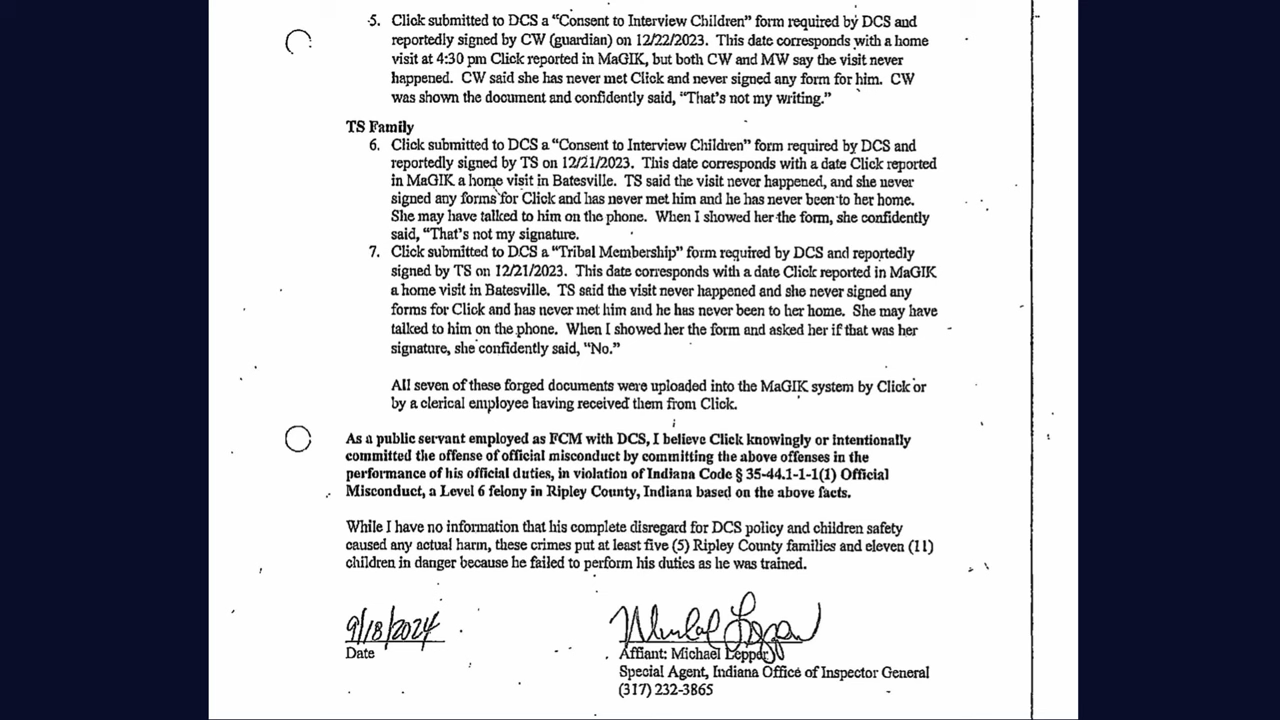 5. Click submitted to DCS a “Consent to Interview Children” form required by DCS and
reportedly signed by CW (guardian) on 12/22/2023. This date corresponds with a home
visit at 4:30 pm Click reported in MaGIK, but both CW and MW say the visit never
happened. CW said she has never met Click and never signed any form for him. CW
was shown the document and confidently said, “That’s not my writing.”
TS Family
6. Click submitted to DCS a “Consent to Interview Children” form required by DCS and
reportedly signed by TS on 12/21/2023. This date corresponds with a date Click reported
in MaGIK a home visit in Batesville. TS said the visit never happened, and she never
signed any forms for Click and has never met him and he has never been to her home.
She may have talked to him on the phone. When I showed her the form, she confidently
said, “That’s not my signature.
7. Click submitted to DCS a “Tribal Membership” form required by DCS and reportedly
signed by TS on 12/21/2023. This date corresponds with a date Click reported in MaGIK
a home visit in Batesville. TS said the visit never happened and she never signed any
forms for Click and has never met him and he has never been to her home. She may have
talked to him on the phone. When I showed her the form and asked her if that was her
signature, she confidently said, “No.”
All seven of these forged documents were uploaded into the MaGIK system by Click or
by a clerical employee having received them from Click.
As a public servant employed as FCM with DCS, I believe Click knowingly or intentionally
committed the offense of official misconduct by committing the above offenses in the
performance of his official duties, in violation of Indiana Code § 35-44.1-1-1(1) Official
Misconduct, a Level 6 felony in Ripley County, Indiana based on the above facts.
While I have no information that his complete disregard for DCS policy and children safety
caused any actual harm, these crimes put at least five (5) Ripley County families and eleven (11)
children in danger because he failed to perform his duties as he was trained.
9/18/2024
Date
Affiant: Michael Lepper
Special Agent, Indiana Office of Inspector General
(317) 232-3865